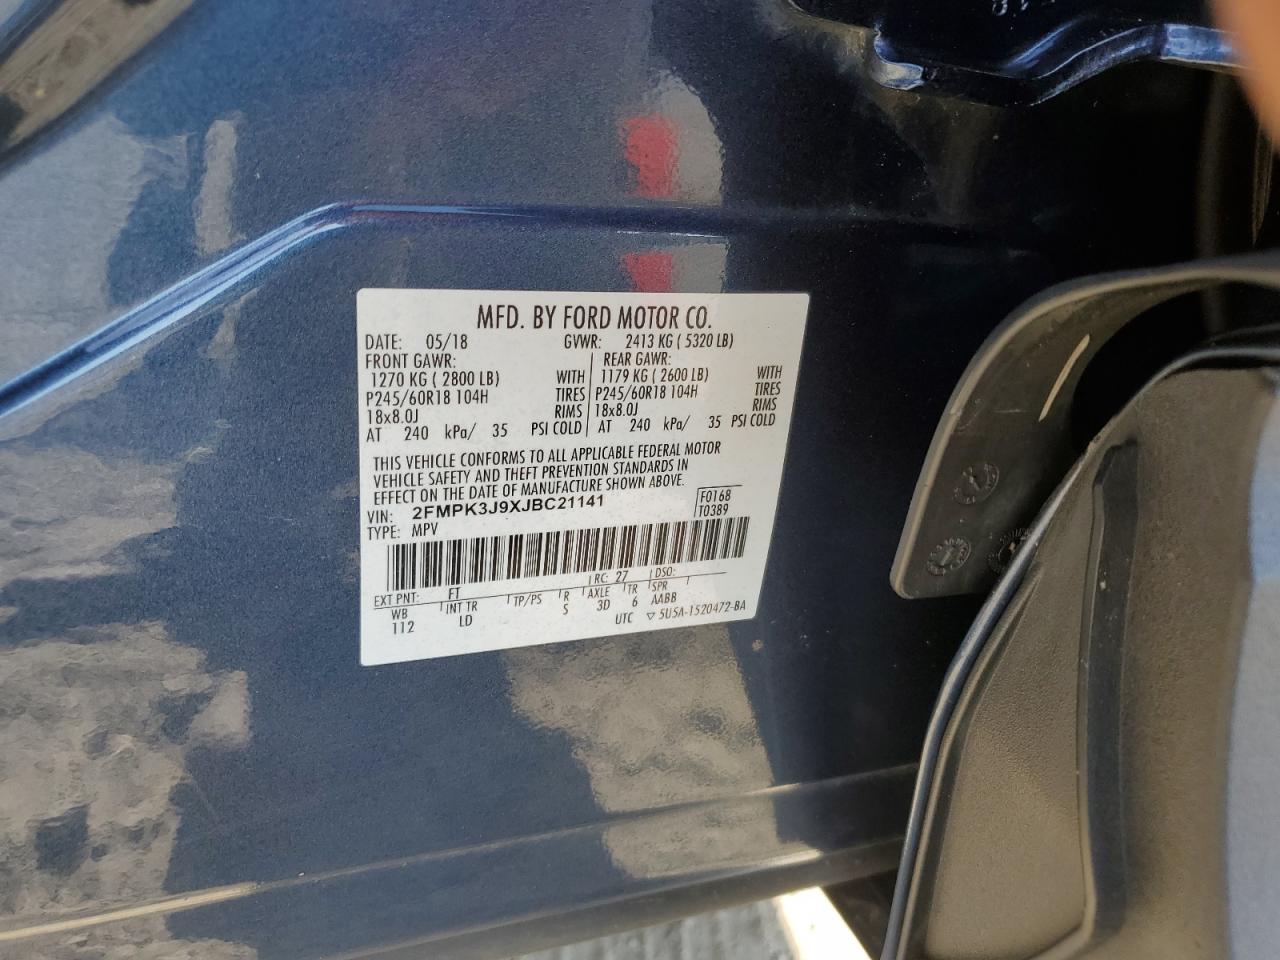 MFD. BY FORD MOTOR CO.
DATE: 05/18 GVWR: 2413 KG ( 5320 LB)
FRONT GAWR: REAR GAWR:
1270 KG ( 2800 LB) WITH 1179 KG ( 2600 LB) WITH
P245/60R18 104H TIRES P245/60R18 104H TIRES
18x8.0J RIMS 18x8.0J RIMS
AT 240 kPa/ 35 PSI COLD AT 240 kPa/ 35 PSI COLD
THIS VEHICLE CONFORMS TO ALL APPLICABLE FEDERAL MOTOR
VEHICLE SAFETY AND THEFT PREVENTION STANDARDS IN
EFFECT ON THE DATE OF MANUFACTURE SHOWN ABOVE.
VIN: 2FMPK3J9XJBC21141 F0168
TYPE: MPV T0389
EXT PNT: FT RC: 27 DSO:
WB INT TR TP/PS R AXLE TR SPR
112 LD S 3D 6 AABB
UTC ▽ 5U5A-1520472-BA